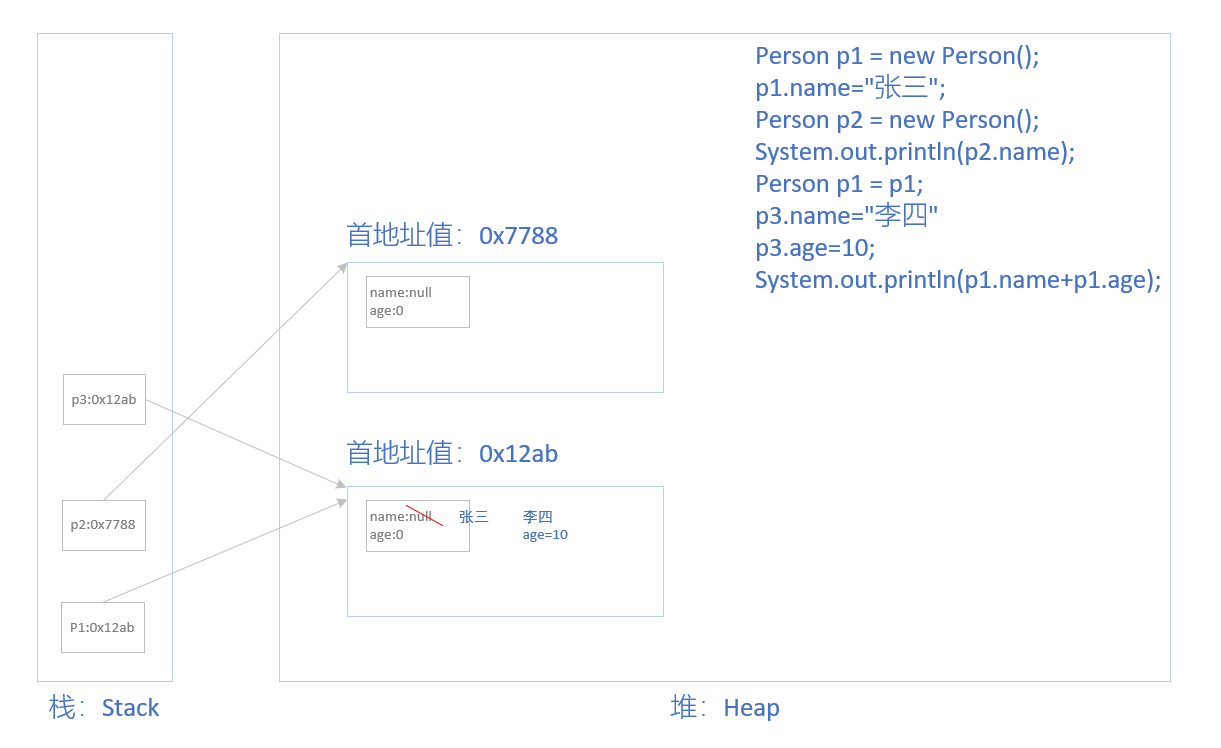 Person p1 = new Person();
p1.name="张三";
Person p2 = new Person();
System.out.println(p2.name);
Person p1 = p1;
p3.name="李四"
p3.age=10;
System.out.println(p1.name+p1.age);
首地址值：0x7788
name:null
age:0
p3:0x12ab
首地址值：0x12ab
name:null 张三 李四
age:0 age=10
p2:0x7788
P1:0x12ab
栈：Stack
堆：Heap